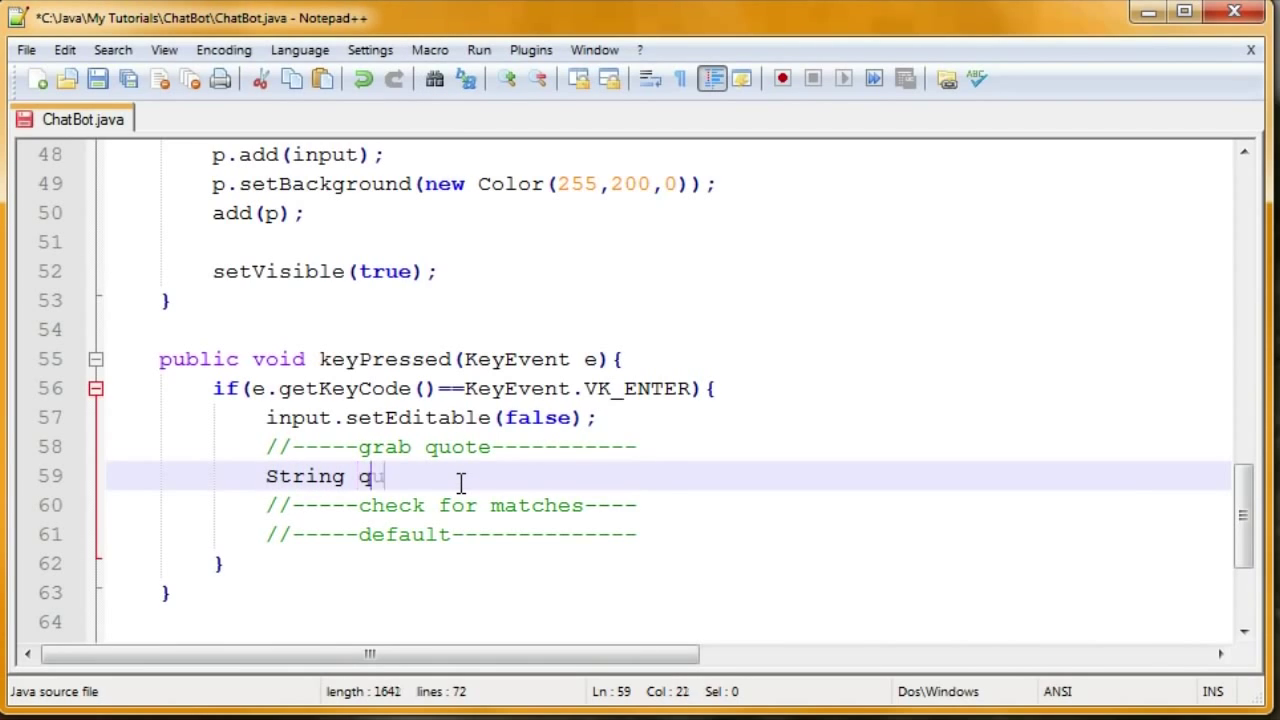 *C:\Java\My Tutorials\ChatBot\ChatBot.java - Notepad++
File Edit Search View Encoding Language Settings Macro Run Plugins Window ? X
ABC
ChatBot.java
48 p.add(input);
49 p.setBackground(new Color(255,200,0));
50 add(p);
51
52 setVisible(true);
53 }
54
55 public void keyPressed(KeyEvent e){
56 if(e.getKeyCode()==KeyEvent.VK_ENTER){
57 input.setEditable(false);
58 //-----grab quote-----------
59 String qu
60 //-----check for matches----
61 //-----default--------------
62 }
63 }
64
Java source file length : 1641 lines : 72 Ln : 59 Col : 21 Sel : 0 Dos\Windows ANSI INS